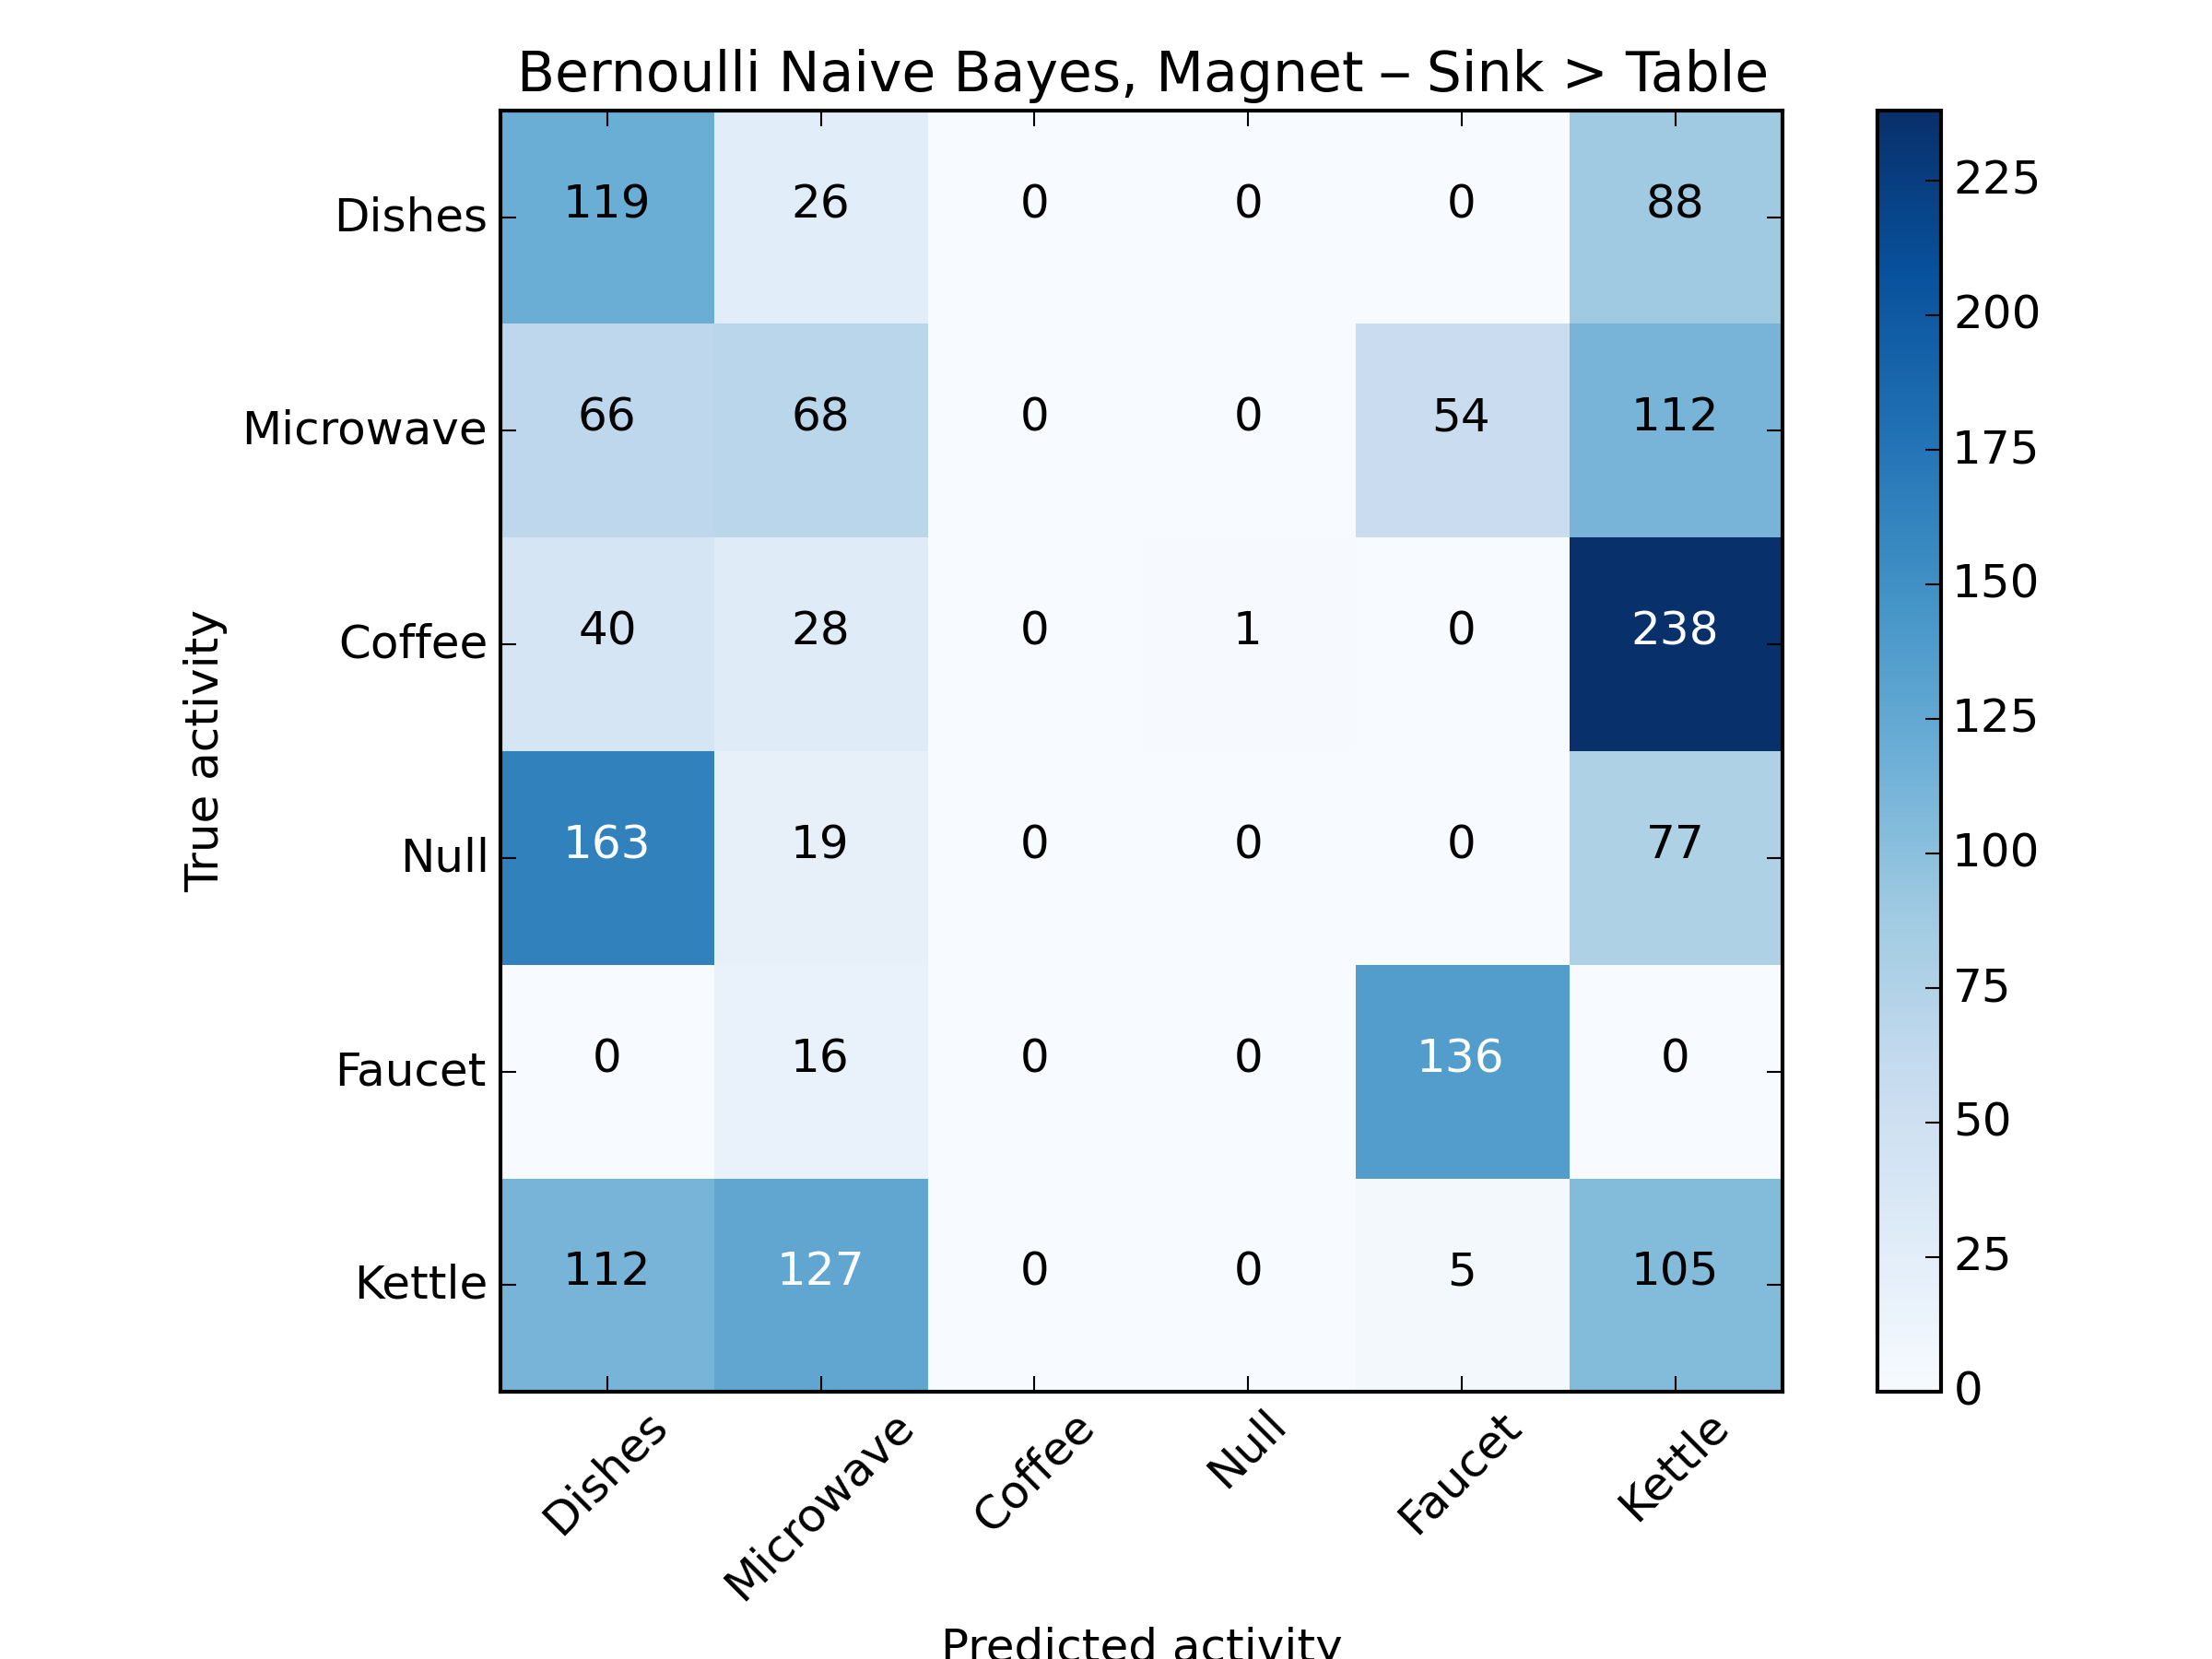 Bernoulli Naive Bayes, Magnet – Sink > Table
Dishes 119 26 0 0 0 88
Microwave 66 68 0 0 54 112
Coffee 40 28 0 1 0 238
Null 163 19 0 0 0 77
Faucet 0 16 0 0 136 0
Kettle 112 127 0 0 5 105
True activity
Dishes Microwave Coffee Null Faucet Kettle
Predicted activity
225
200
175
150
125
100
75
50
25
0